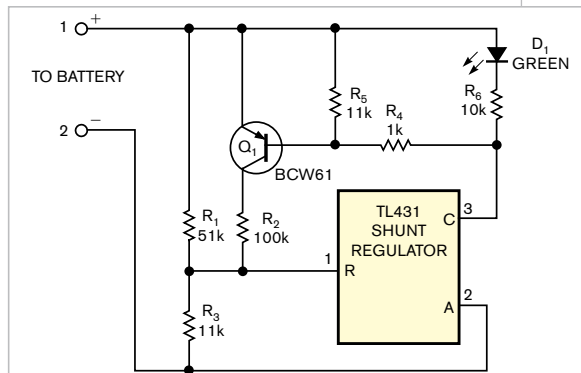 1 +
TO BATTERY
2 −
D1
GREEN
R6
10k
R5
11k
R4
1k
Q1
BCW61
R1
51k
R2
100k
R3
11k
TL431
SHUNT
REGULATOR
C 3
1 R
A 2